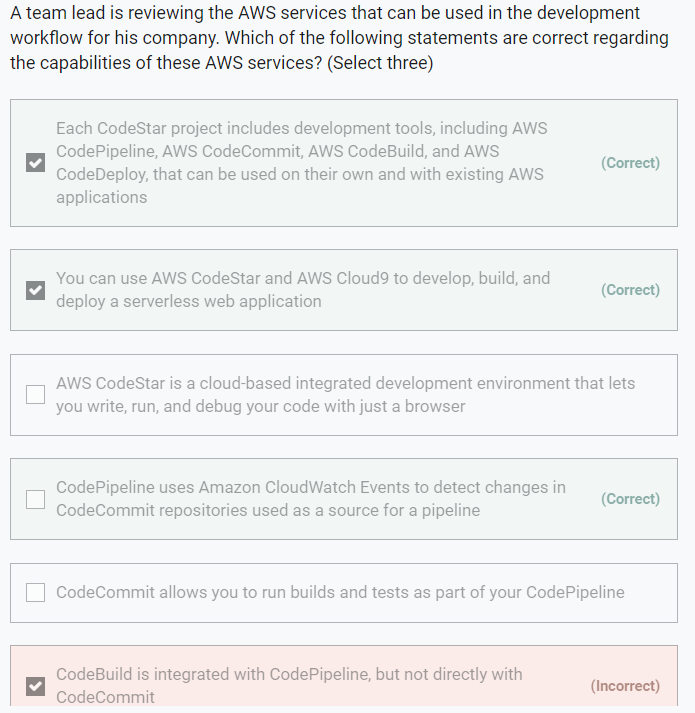 A team lead is reviewing the AWS services that can be used in the development
workflow for his company. Which of the following statements are correct regarding
the capabilities of these AWS services? (Select three)
Each CodeStar project includes development tools, including AWS
CodePipeline, AWS CodeCommit, AWS CodeBuild, and AWS
CodeDeploy, that can be used on their own and with existing AWS
applications
(Correct)
You can use AWS CodeStar and AWS Cloud9 to develop, build, and
deploy a serverless web application
(Correct)
AWS CodeStar is a cloud-based integrated development environment that lets
you write, run, and debug your code with just a browser
CodePipeline uses Amazon CloudWatch Events to detect changes in
CodeCommit repositories used as a source for a pipeline
(Correct)
CodeCommit allows you to run builds and tests as part of your CodePipeline
CodeBuild is integrated with CodePipeline, but not directly with
CodeCommit
(Incorrect)